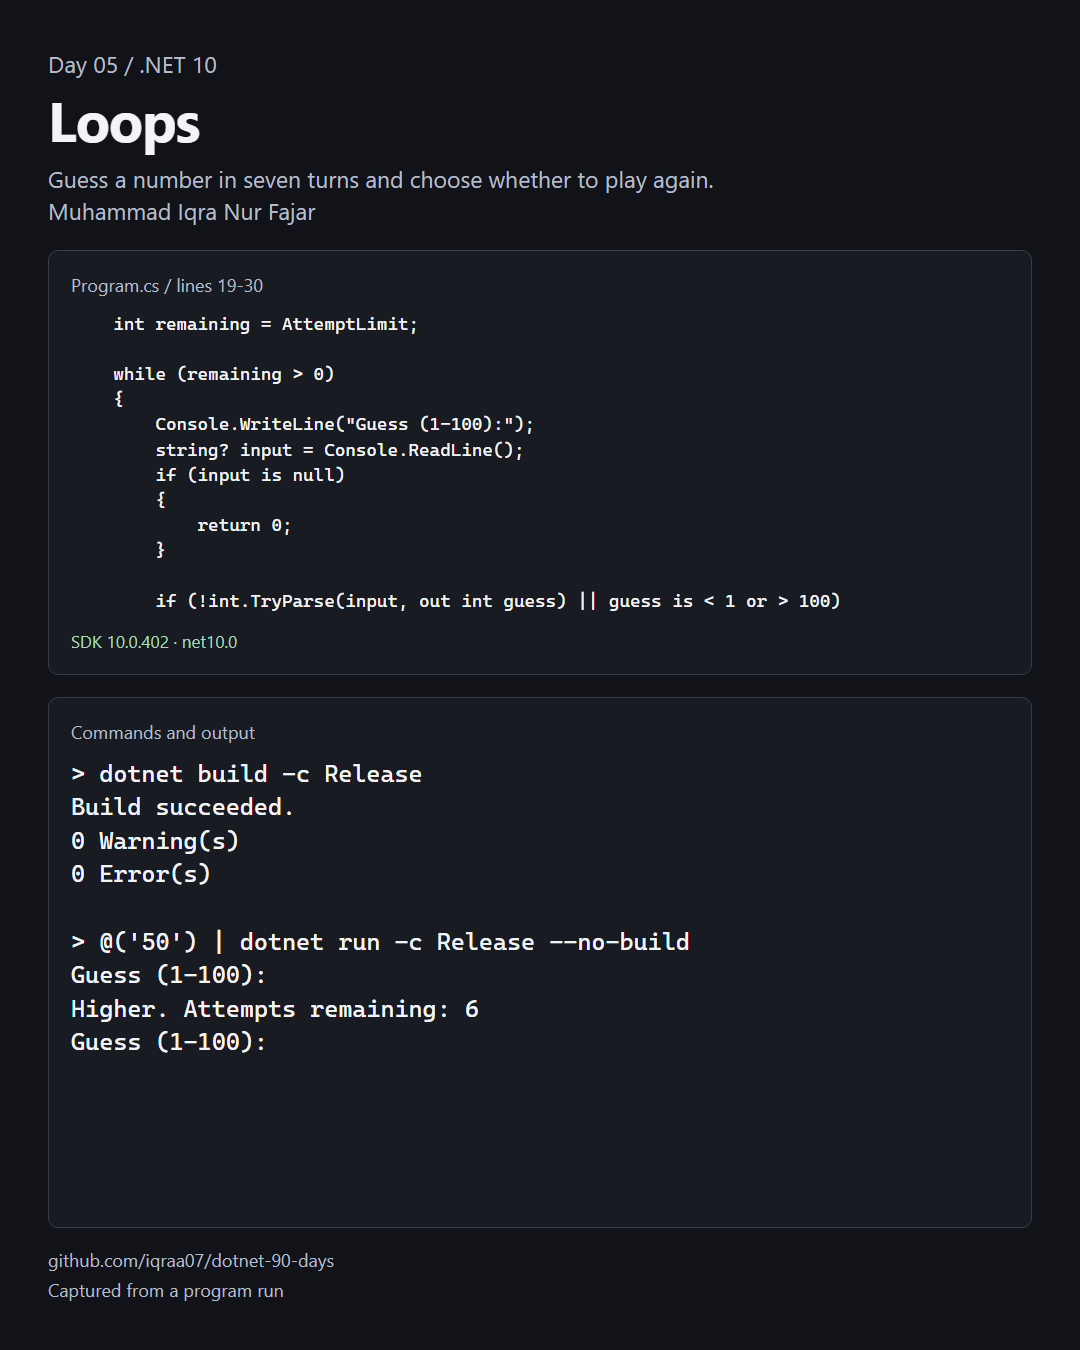 Day 05 / .NET 10
Loops
Guess a number in seven turns and choose whether to play again.
Muhammad Iqra Nur Fajar
Program.cs / lines 19-30
    int remaining = AttemptLimit;

    while (remaining > 0)
    {
        Console.WriteLine("Guess (1-100):");
        string? input = Console.ReadLine();
        if (input is null)
        {
            return 0;
        }

        if (!int.TryParse(input, out int guess) || guess is < 1 or > 100)
SDK 10.0.402 · net10.0
Commands and output
> dotnet build -c Release
Build succeeded.
0 Warning(s)
0 Error(s)

> @('50') | dotnet run -c Release --no-build
Guess (1-100):
Higher. Attempts remaining: 6
Guess (1-100):
github.com/iqraa07/dotnet-90-days
Captured from a program run